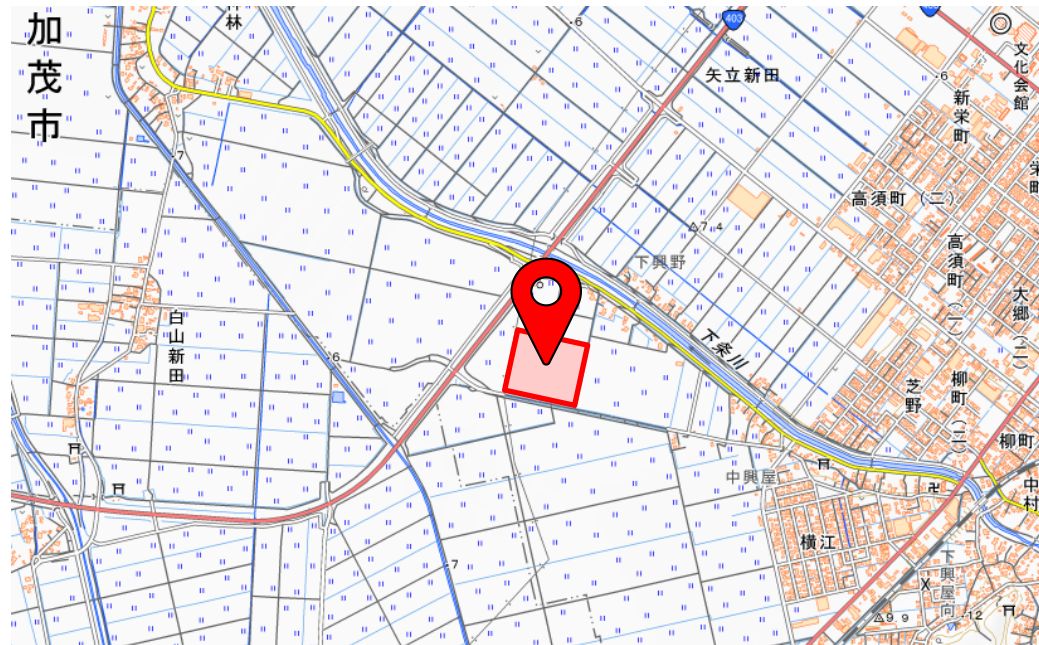 加茂市
林
6
403
403
文化会館
矢立新田
6
新栄町
7
栄町
高須町(二)
7.4
下興野
高須町(一)
大郷(二)
白山新田
6
下条川
芝野
柳町(二)
柳町
中興屋
中村
横江
7
下興屋向
9.9
12